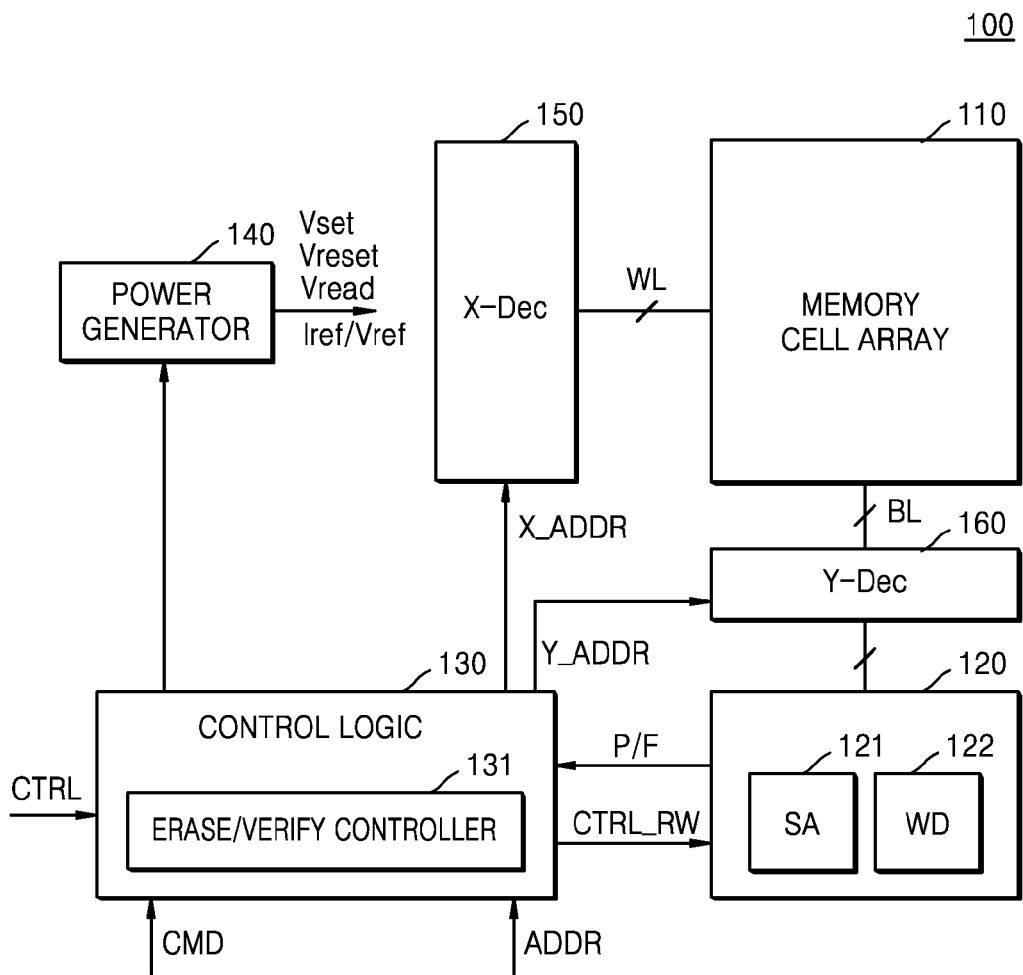 100
150
110
140
Vset
Vreset
Vread
Iref/Vref
POWER
GENERATOR
X-Dec
WL
MEMORY
CELL ARRAY
X_ADDR
BL
160
Y-Dec
Y_ADDR
130
120
CONTROL LOGIC
P/F
121
122
131
CTRL
ERASE/VERIFY CONTROLLER
CTRL_RW
SA
WD
CMD
ADDR